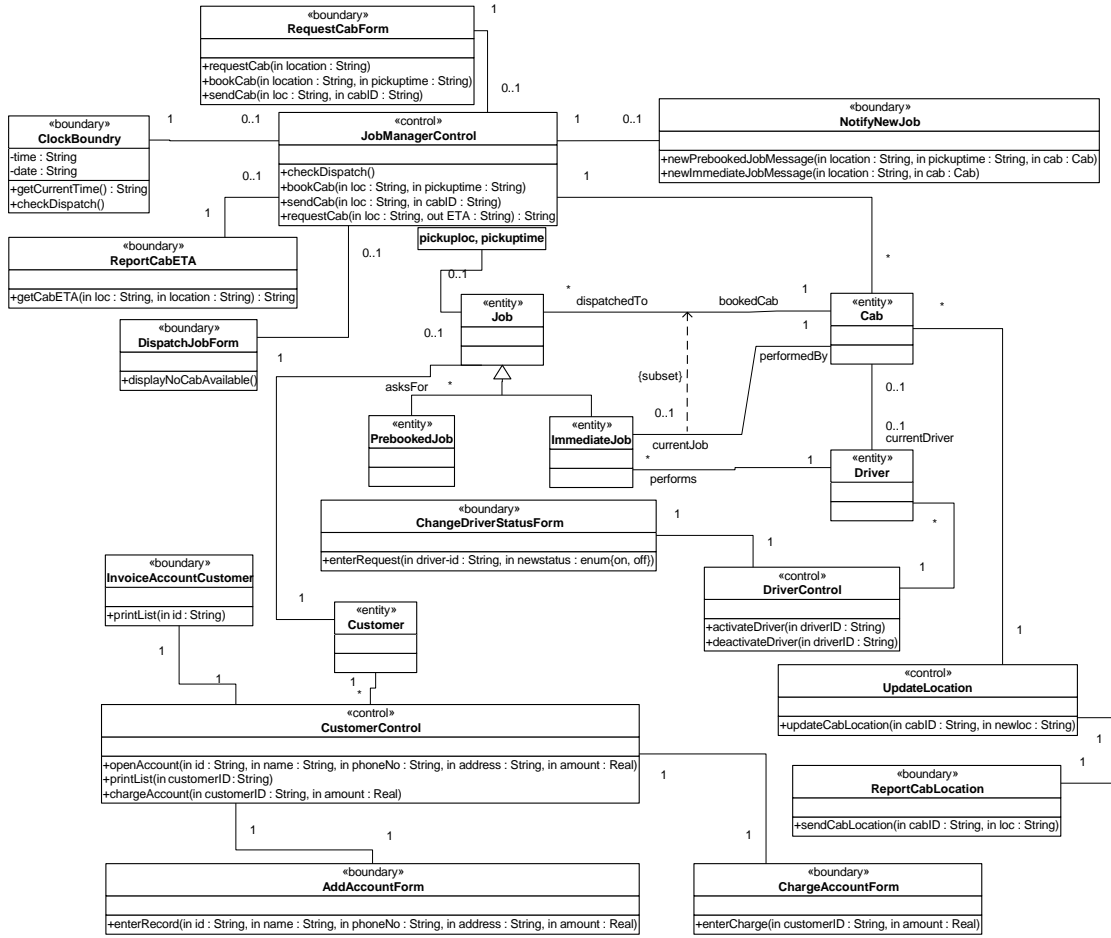 «boundary»
RequestCabForm
+requestCab(in location : String)
+bookCab(in location : String, in pickuptime : String)
+sendCab(in loc : String, in cabID : String)
1
0..1
«boundary»
ClockBoundry
-time : String
-date : String
+getCurrentTime() : String
+checkDispatch()
1
0..1
«control»
JobManagerControl
+checkDispatch()
+bookCab(in loc : String, in pickuptime : String)
+sendCab(in loc : String, in cabID : String)
+requestCab(in loc : String, out ETA : String) : String
pickuploc, pickuptime
1
0..1
«boundary»
NotifyNewJob
+newPrebookedJobMessage(in location : String, in pickuptime : String, in cab : Cab)
+newImmediateJobMessage(in location : String, in cab : Cab)
0..1
1
1
«boundary»
ReportCabETA
+getCabETA(in loc : String, in location : String) : String
0..1
0..1
*
«boundary»
DispatchJobForm
+displayNoCabAvailable()
1
«entity»
Job
0..1
*
dispatchedTo
bookedCab
1
«entity»
Cab
*
1
performedBy
{subset}
asksFor
*
0..1
currentJob
0..1
0..1
currentDriver
«entity»
PrebookedJob
«entity»
ImmediateJob
*
performs
1
«entity»
Driver
*
«boundary»
ChangeDriverStatusForm
+enterRequest(in driver-id : String, in newstatus : enum{on, off})
1
1
1
«control»
DriverControl
+activateDriver(in driverID : String)
+deactivateDriver(in driverID : String)
«boundary»
InvoiceAccountCustomer
+printList(in id : String)
1
«entity»
Customer
1
1
1
*
1
«control»
UpdateLocation
+updateCabLocation(in cabID : String, in newloc : String)
1
1
«boundary»
ReportCabLocation
+sendCabLocation(in cabID : String, in loc : String)
«control»
CustomerControl
+openAccount(in id : String, in name : String, in phoneNo : String, in address : String, in amount : Real)
+printList(in customerID : String)
+chargeAccount(in customerID : String, in amount : Real)
1
1
1
1
«boundary»
AddAccountForm
+enterRecord(in id : String, in name : String, in phoneNo : String, in address : String, in amount : Real)
«boundary»
ChargeAccountForm
+enterCharge(in customerID : String, in amount : Real)